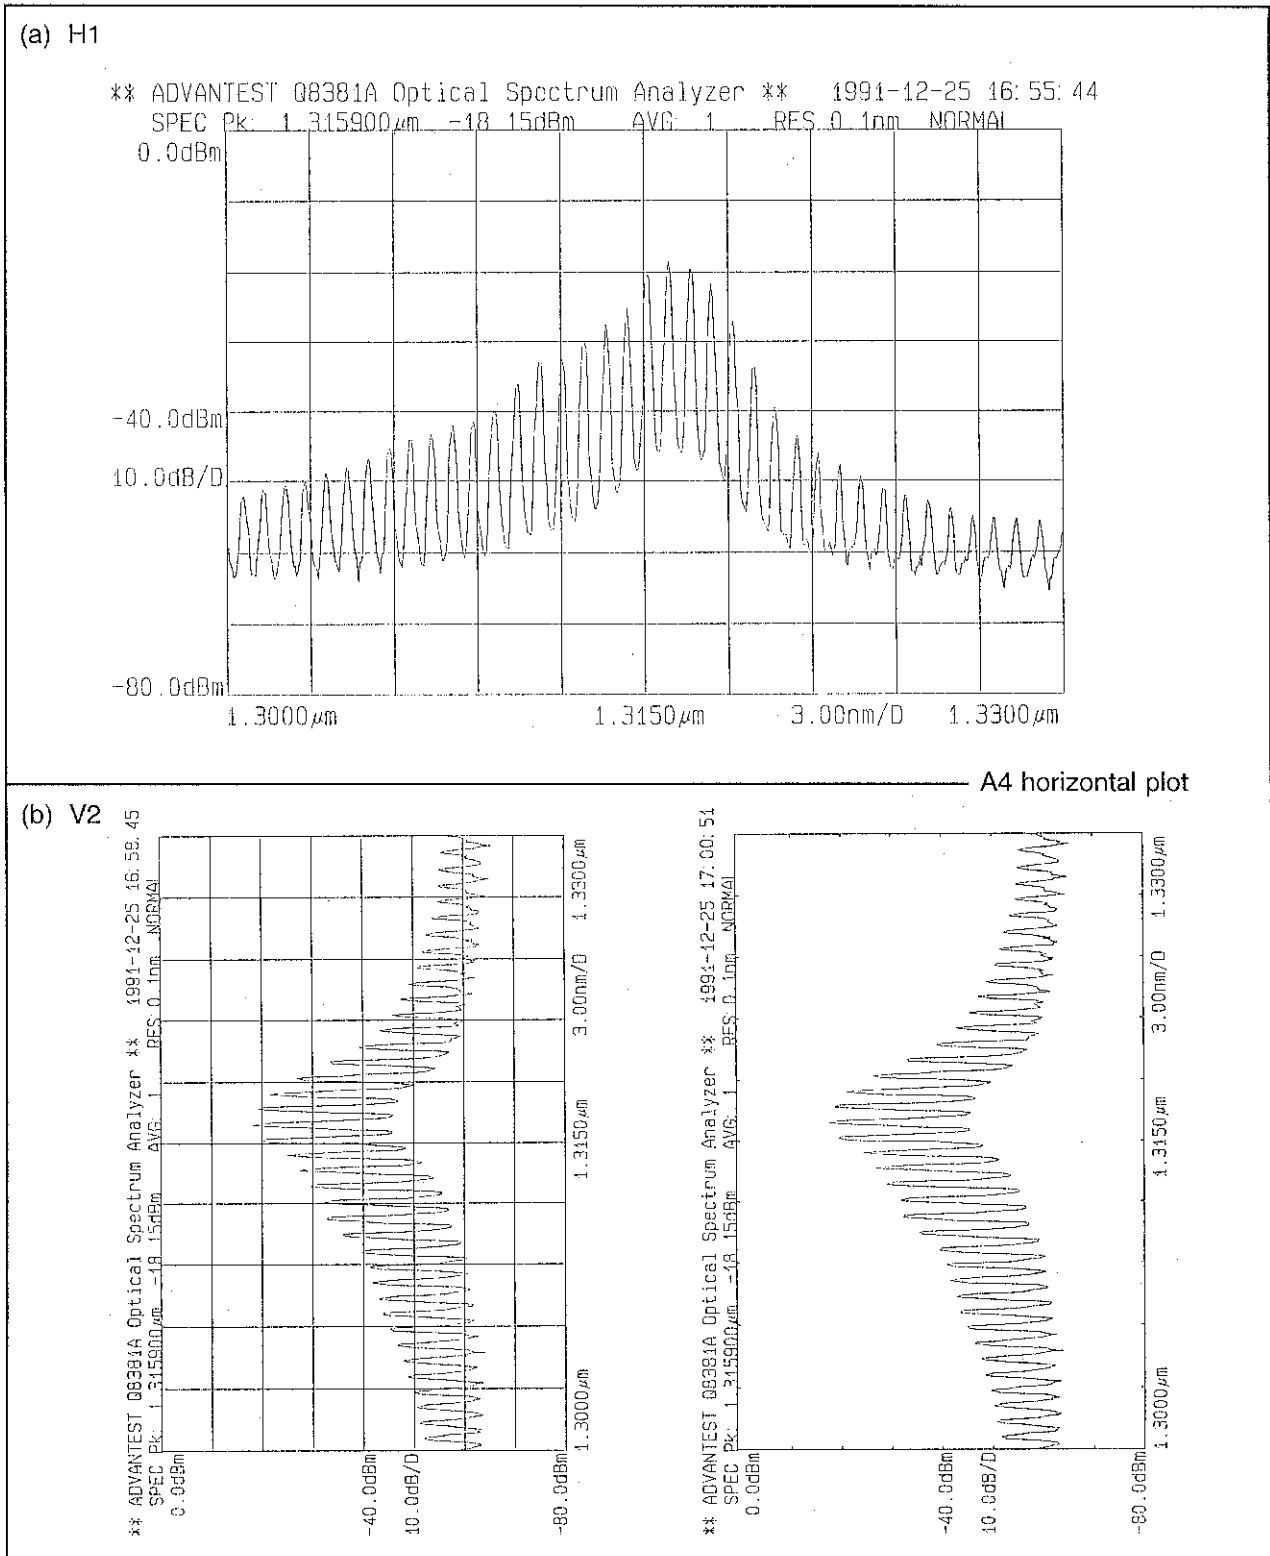 (a) H1
** ADVANTEST Q8381A Optical Spectrum Analyzer ** 1991-12-25 16:55:44
SPEC Pk: 1.315900µm -18 15dBm AVG: 1 RES 0.1nm NORMAL
0.0dBm
-40.0dBm
10.0dB/D
-80.0dBm
1.3000µm 1.3150µm 3.00nm/D 1.3300µm
A4 horizontal plot
(b) V2
** ADVANTEST Q8381A Optical Spectrum Analyzer ** 1991-12-25 16:58.45
SPEC Pk: 1.315900µm -18 15dBm AVG: 1 RES 0.1nm NORMAL
0.0dBm
-40.0dBm
10.0dB/D
-80.0dBm
1.3000µm 1.3150µm 3.00nm/D 1.3300µm
** ADVANTEST Q8381A Optical Spectrum Analyzer ** 1991-12-25 17:00:51
SPEC Pk: 1.315900µm -18 15dBm AVG: 1 RES 0.1nm NORMAL
0.0dBm
-40.0dBm
10.0dB/D
-80.0dBm
1.3000µm 1.3150µm 3.00nm/D 1.3300µm